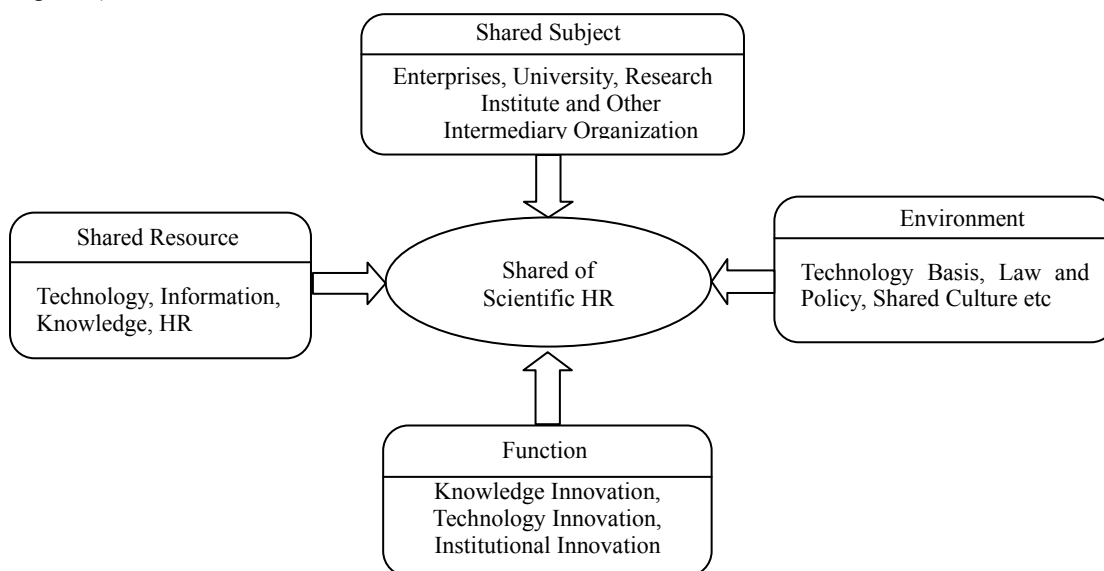 Shared Subject
Enterprises, University, Research
Institute and Other
Intermediary Organization
Shared Resource
Technology, Information,
Knowledge, HR
Shared of
Scientific HR
Environment
Technology Basis, Law and
Policy, Shared Culture etc
Function
Knowledge Innovation,
Technology Innovation,
Institutional Innovation